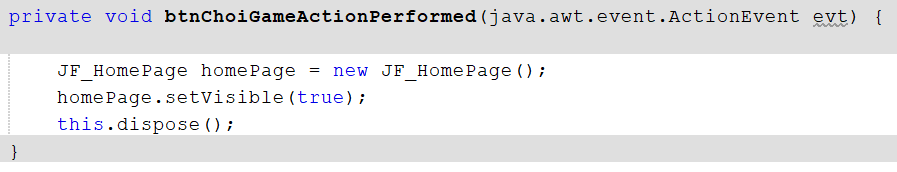 private void btnChoiGameActionPerformed(java.awt.event.ActionEvent evt) {
JF_HomePage homePage = new JF_HomePage();
homePage.setVisible(true);
this.dispose();
}